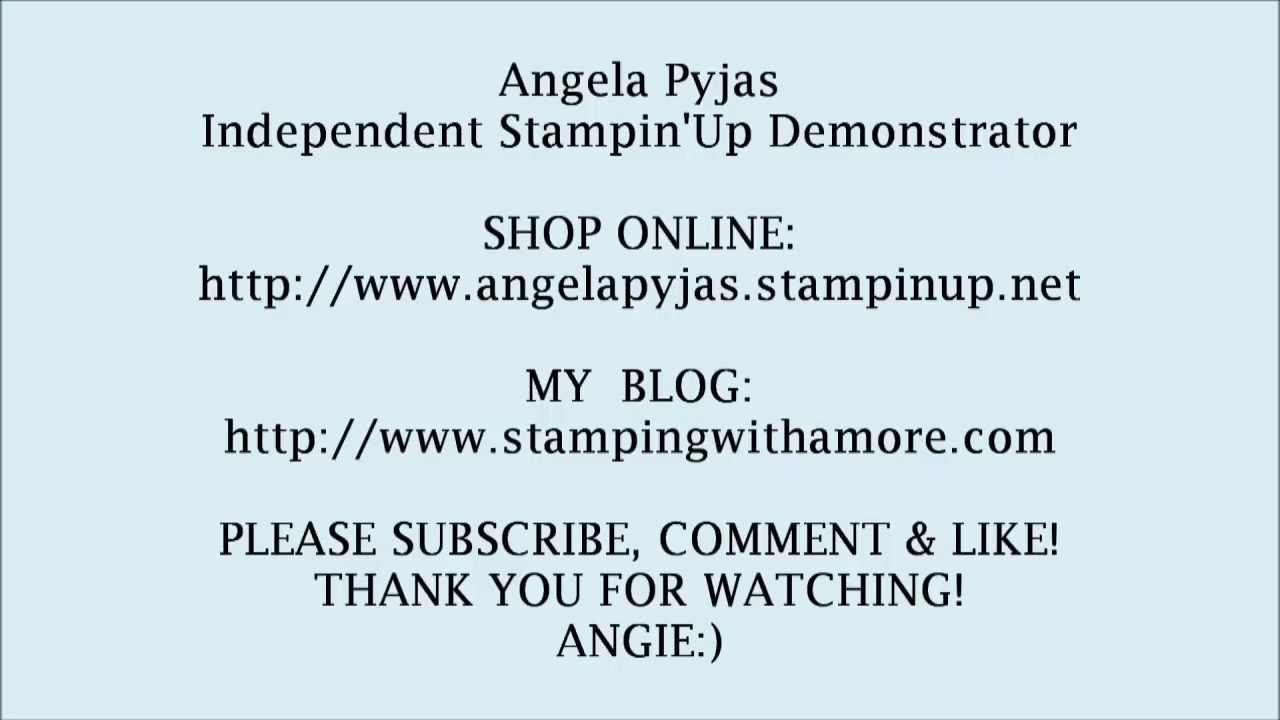 Angela Pyjas
Independent Stampin'Up Demonstrator
SHOP ONLINE:
http://www.angelapyjas.stampinup.net
MY  BLOG:
http://www.stampingwithamore.com
PLEASE SUBSCRIBE, COMMENT & LIKE!
THANK YOU FOR WATCHING!
ANGIE:)